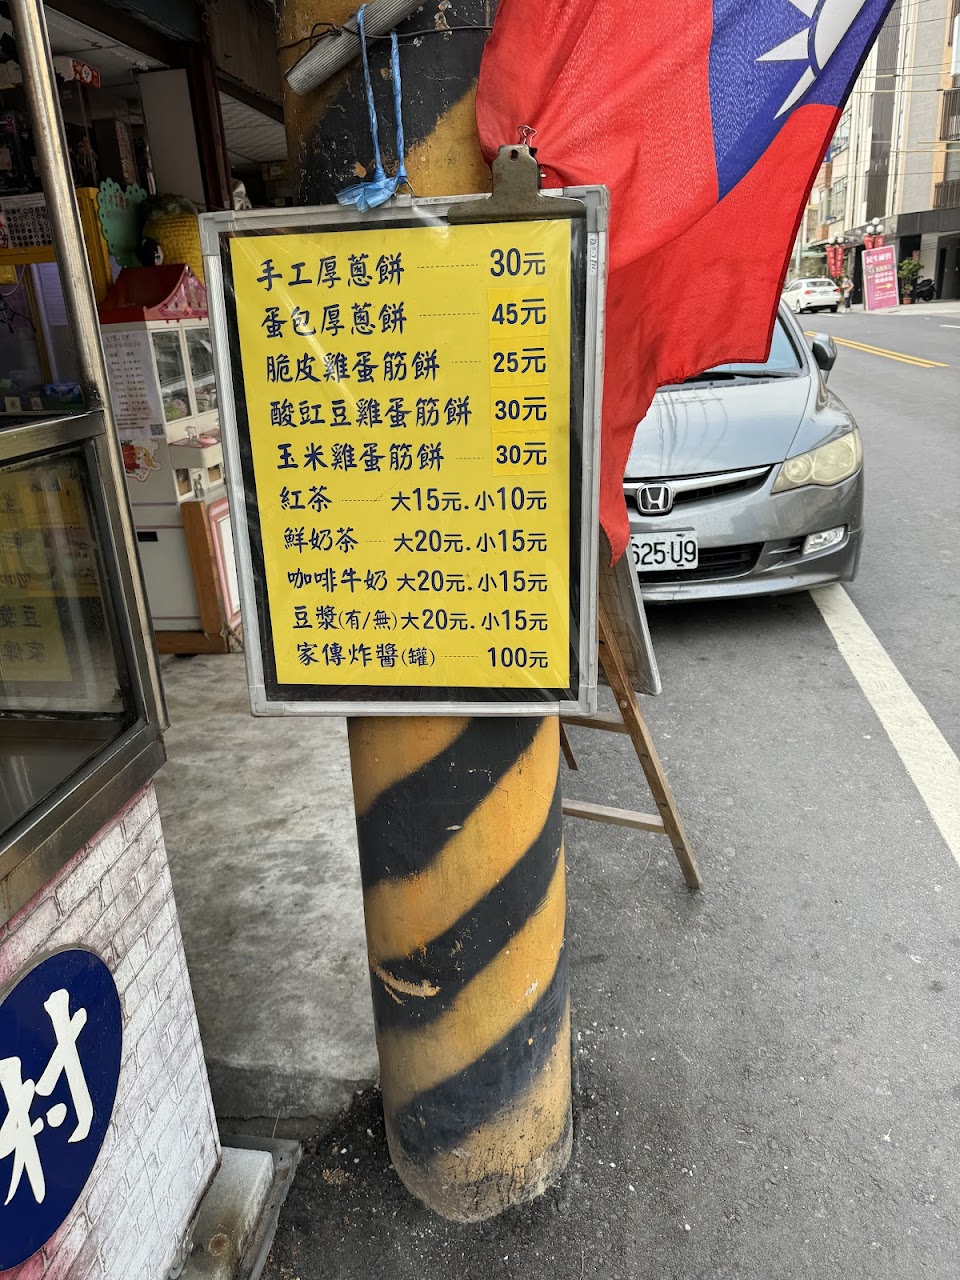 手工厚蔥餅 30元
蛋包厚蔥餅 45元
脆皮雞蛋筋餅 25元
酸豇豆雞蛋筋餅 30元
玉米雞蛋筋餅 30元
紅茶 大15元.小10元
鮮奶茶 大20元.小15元
咖啡牛奶 大20元.小15元
豆漿(有/無)大20元.小15元
家傳炸醬(罐) 100元
625·U9
村